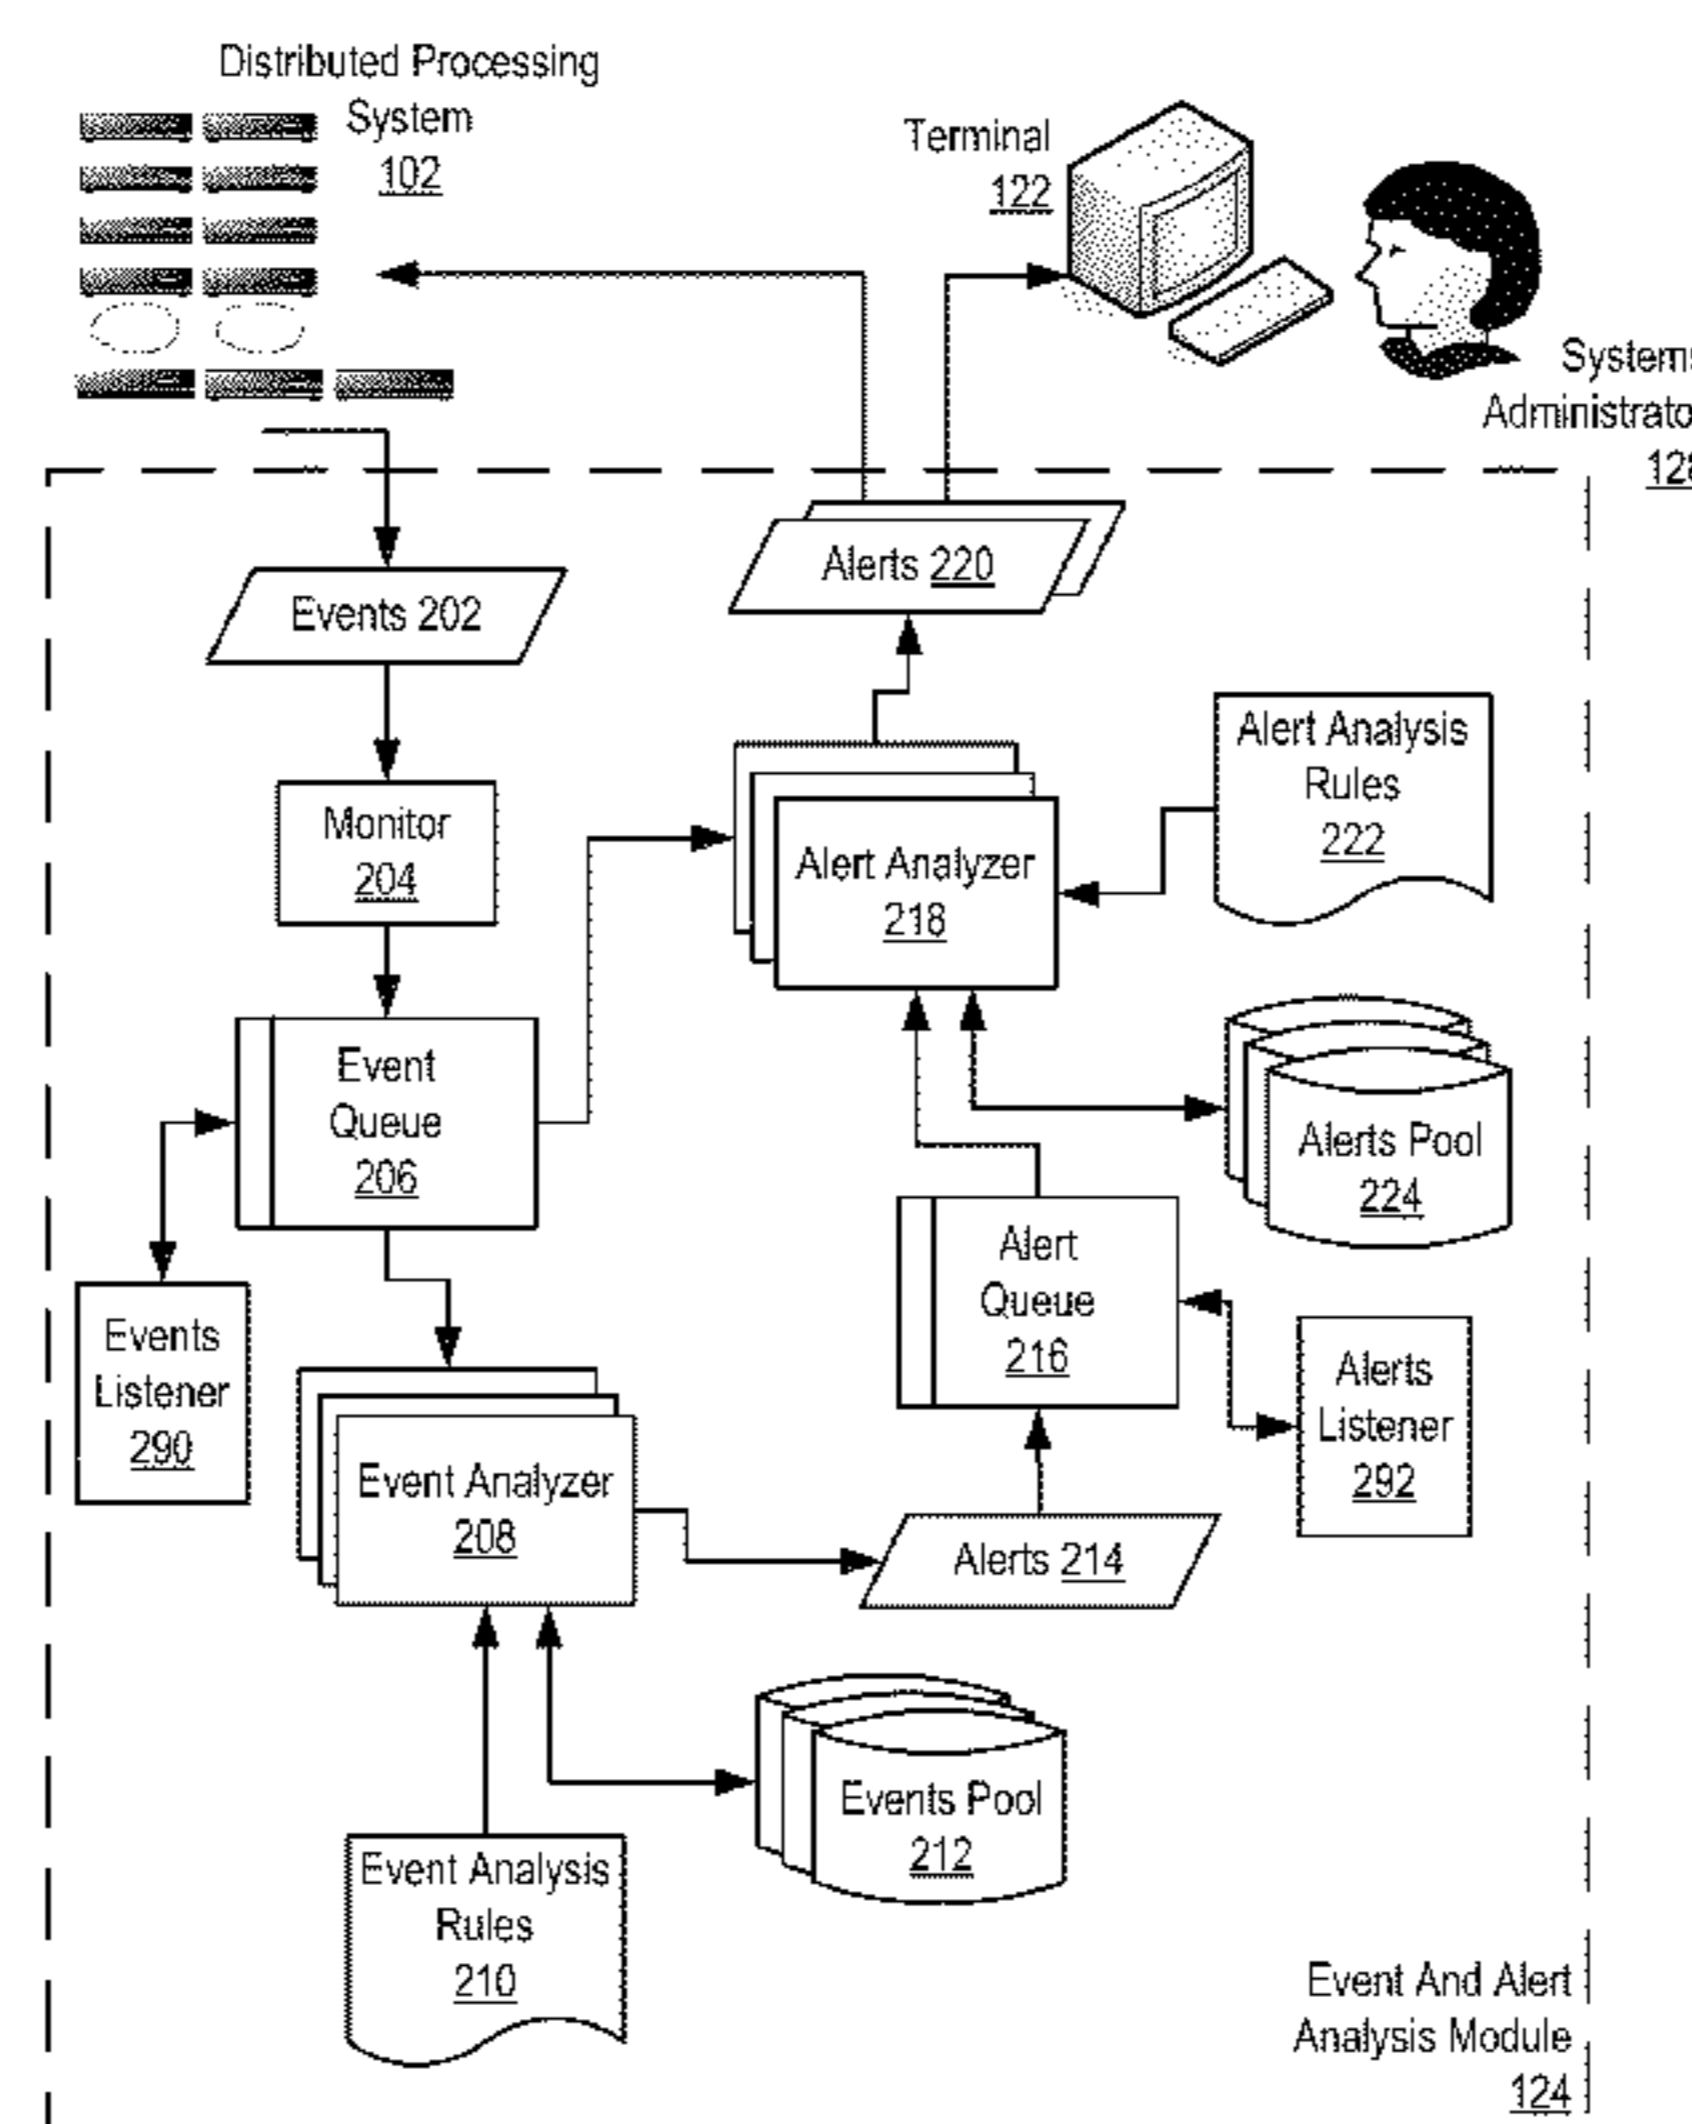 Distributed Processing
System
102
Terminal
122
Systems
Administrato
128
Alerts 220
Events 202
Alert Analysis
Rules
222
Monitor
204
Alert Analyzer
218
Event
Queue
206
Alerts Pool
224
Alert
Queue
216
Events
Listener
290
Alerts
Listener
292
Event Analyzer
208
Alerts 214
Events Pool
212
Event Analysis
Rules
210
Event And Alert
Analysis Module
124